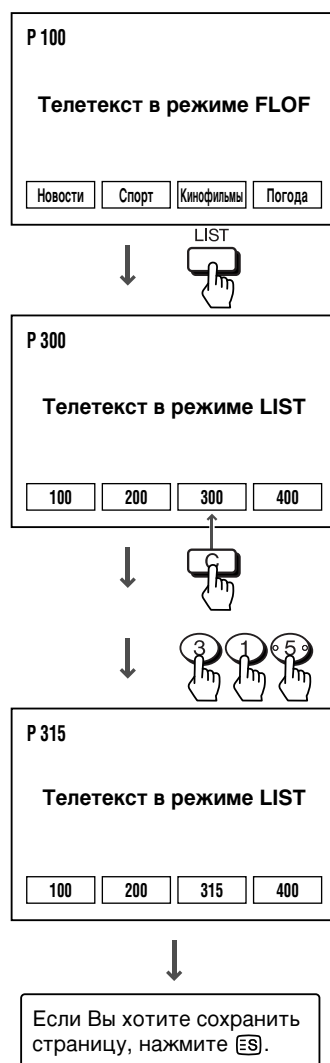 P 100
Телетекст в режиме FLOF
Новости Спорт Кинофильмы Погода
LIST
P 300
Телетекст в режиме LIST
100 200 300 400
C
3 1 5
P 315
Телетекст в режиме LIST
100 200 315 400
Если Вы хотите сохранить
страницу, нажмите ES.